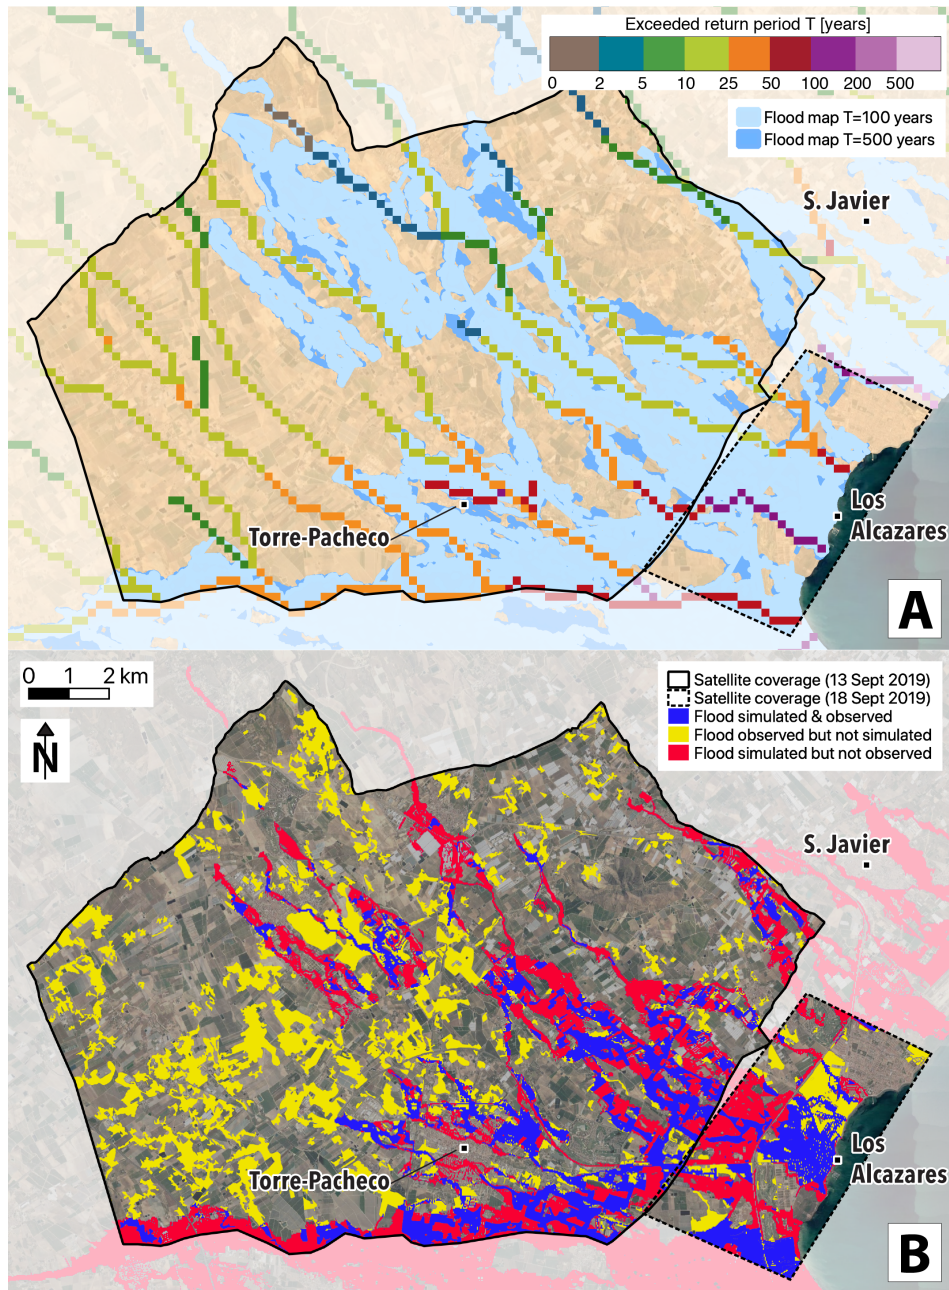 Exceeded return period T [years]
0 2 5 10 25 50 100 200 500
Flood map T=100 years
Flood map T=500 years
S. Javier
Los
Alcazares
Torre-Pacheco
A
0 1 2 km
N
Satellite coverage (13 Sept 2019)
Satellite coverage (18 Sept 2019)
Flood simulated & observed
Flood observed but not simulated
Flood simulated but not observed
S. Javier
Los
Alcazares
Torre-Pacheco
B